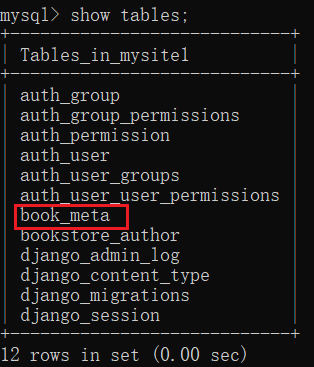 mysql> show tables;
+----------------------------+
| Tables_in_mysite1          |
+----------------------------+
| auth_group                 |
| auth_group_permissions     |
| auth_permission            |
| auth_user                  |
| auth_user_groups           |
| auth_user_user_permissions |
| book_meta                  |
| bookstore_author           |
| django_admin_log           |
| django_content_type        |
| django_migrations          |
| django_session             |
+----------------------------+
12 rows in set (0.00 sec)